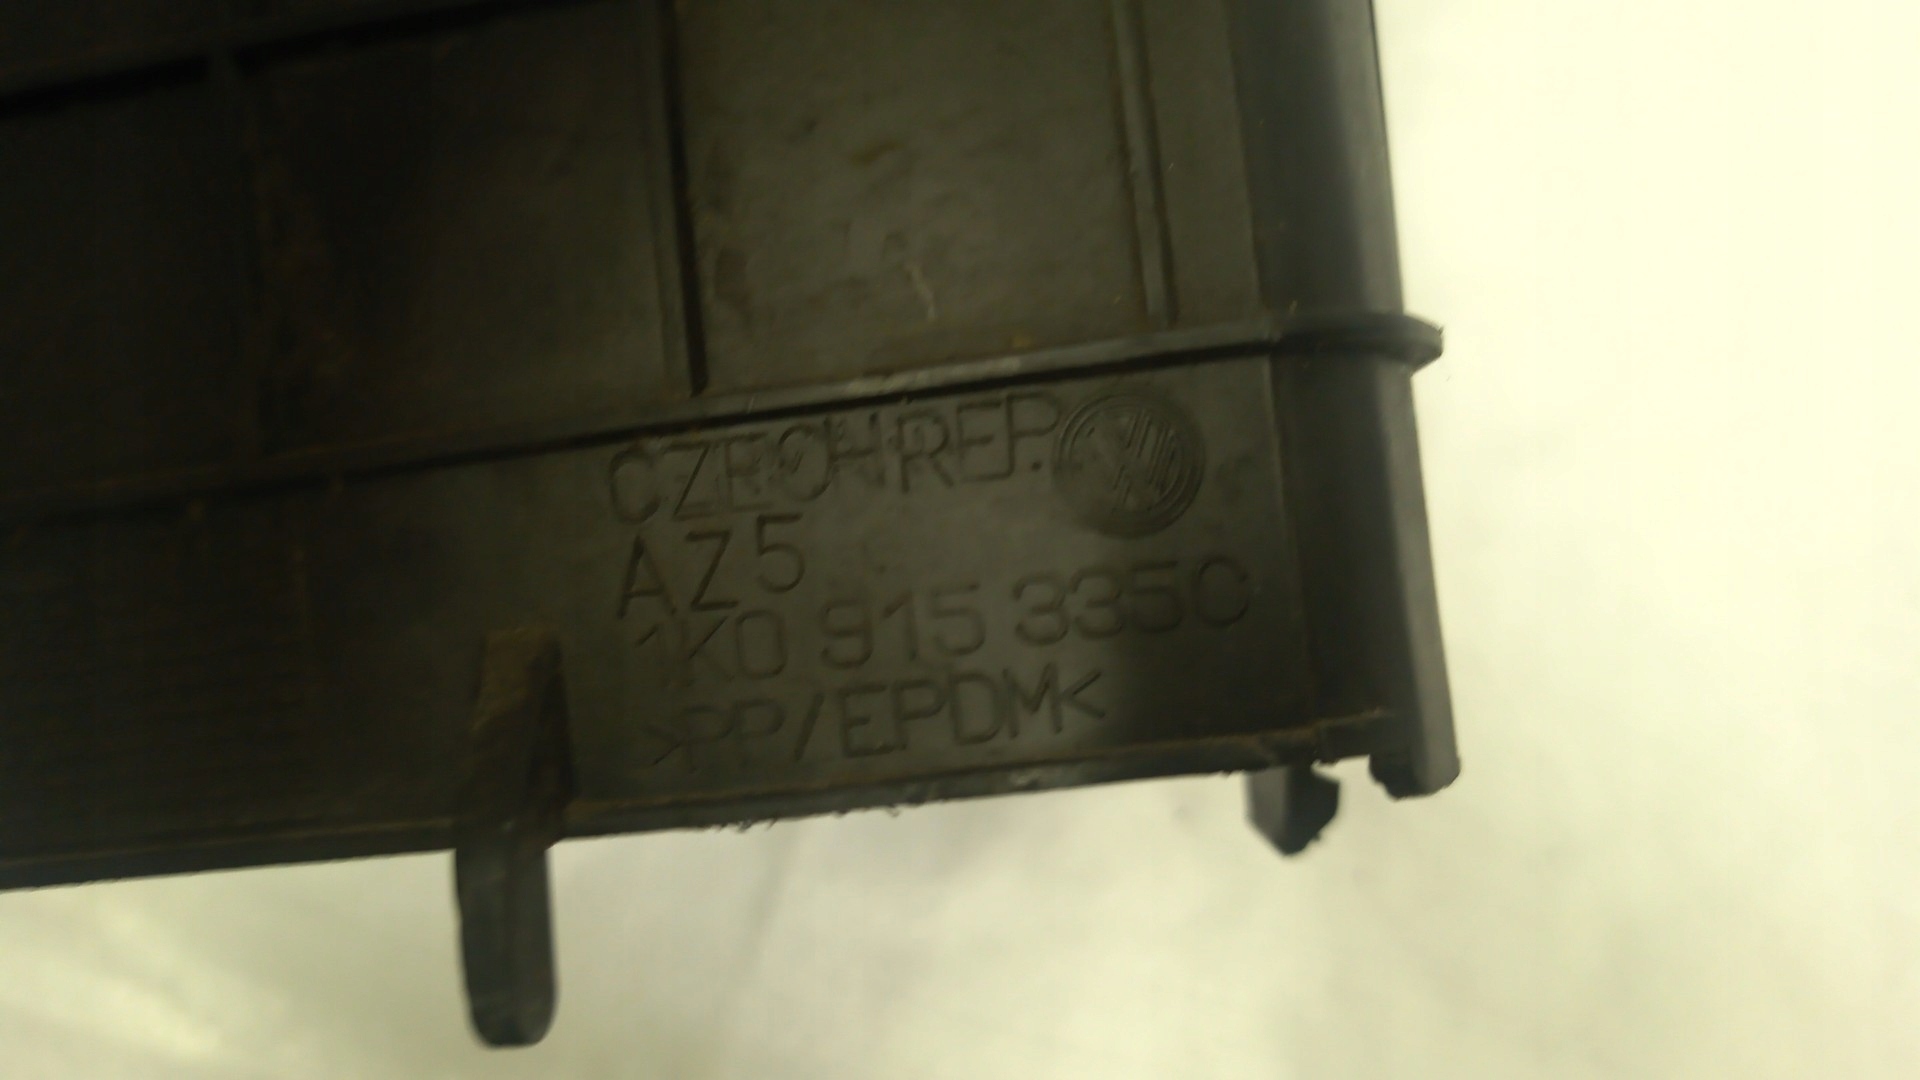 CZECH REP.
AZ5
1K0 915 335C
>PP/EPDM<